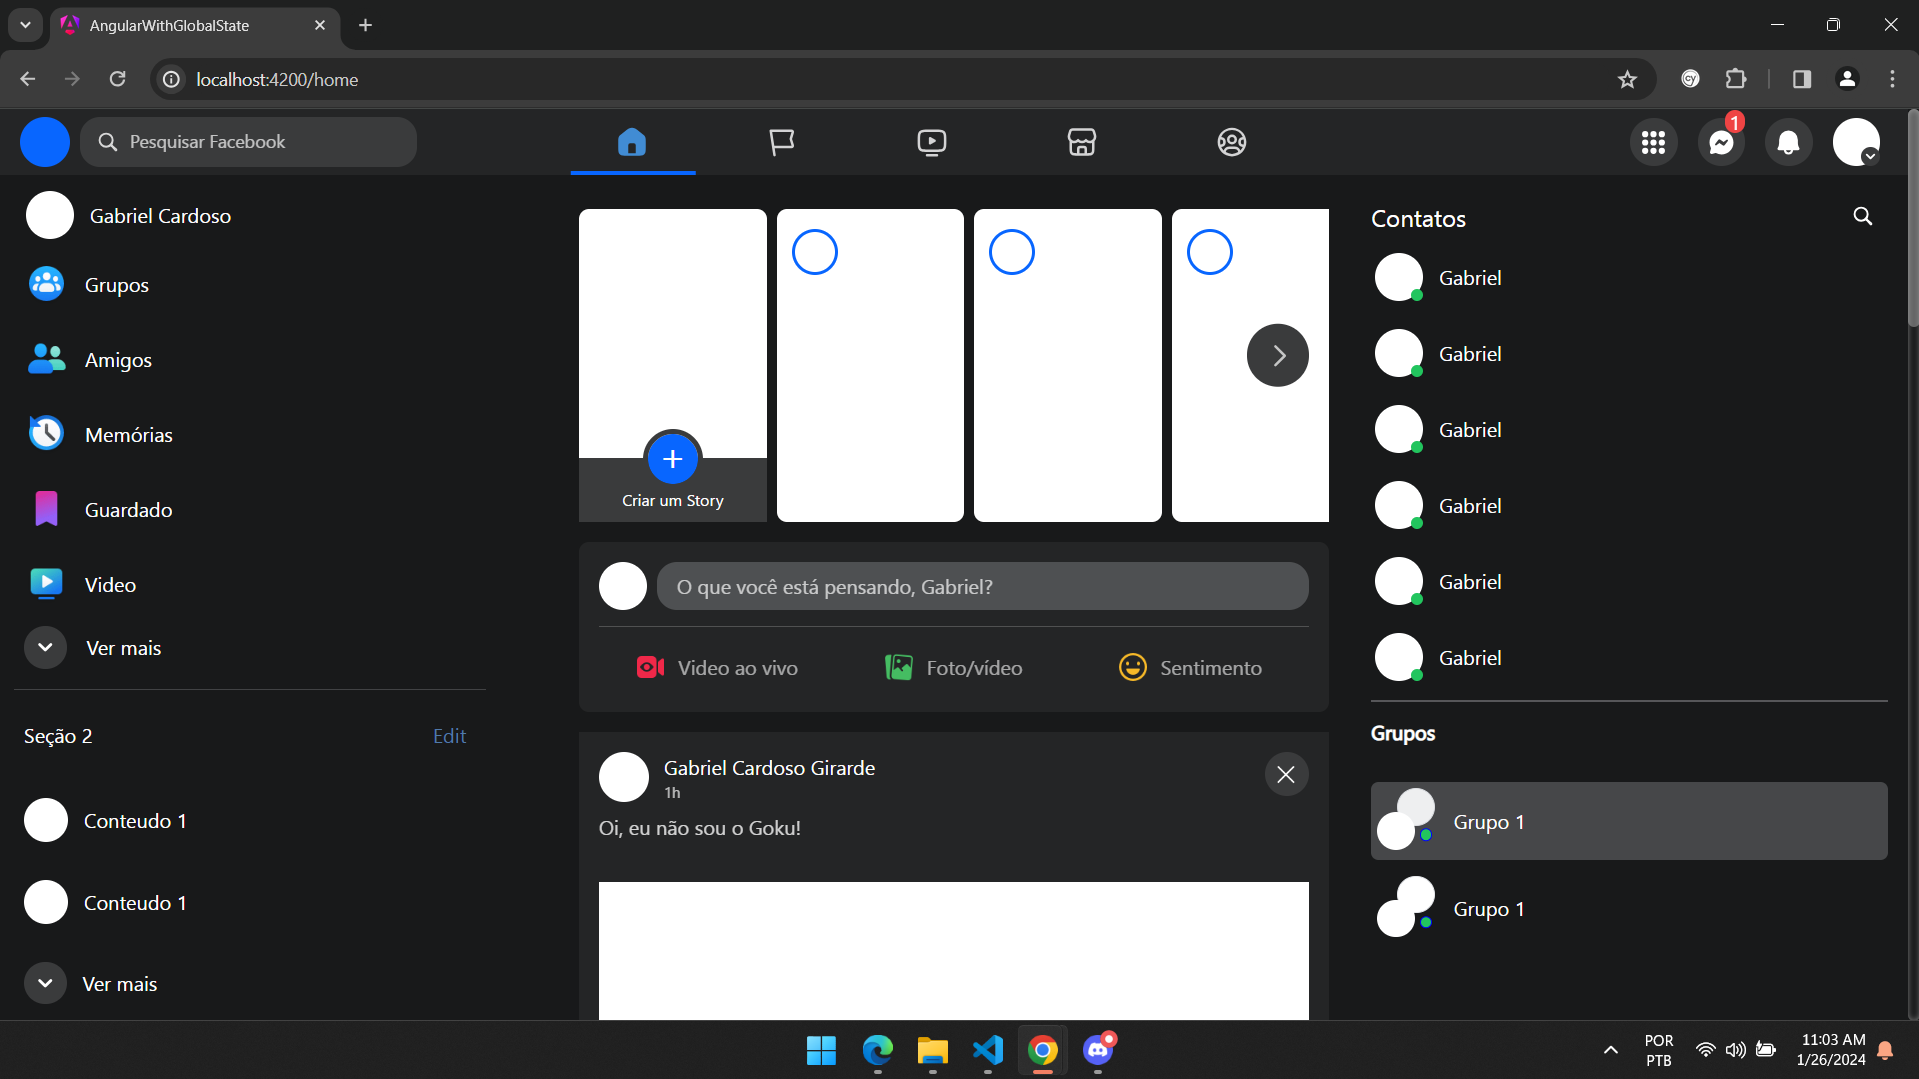 AngularWithGlobalState
localhost:4200/home
Pesquisar Facebook
1
Gabriel Cardoso
Grupos
Amigos
Memórias
Guardado
Video
Ver mais
Seção 2
Edit
Conteudo 1
Conteudo 1
Ver mais
Criar um Story
O que você está pensando, Gabriel?
Video ao vivo
Foto/vídeo
Sentimento
Gabriel Cardoso Girarde
1h
Oi, eu não sou o Goku!
Contatos
Gabriel
Gabriel
Gabriel
Gabriel
Gabriel
Gabriel
Grupos
Grupo 1
Grupo 1
POR
PTB
11:03 AM
1/26/2024